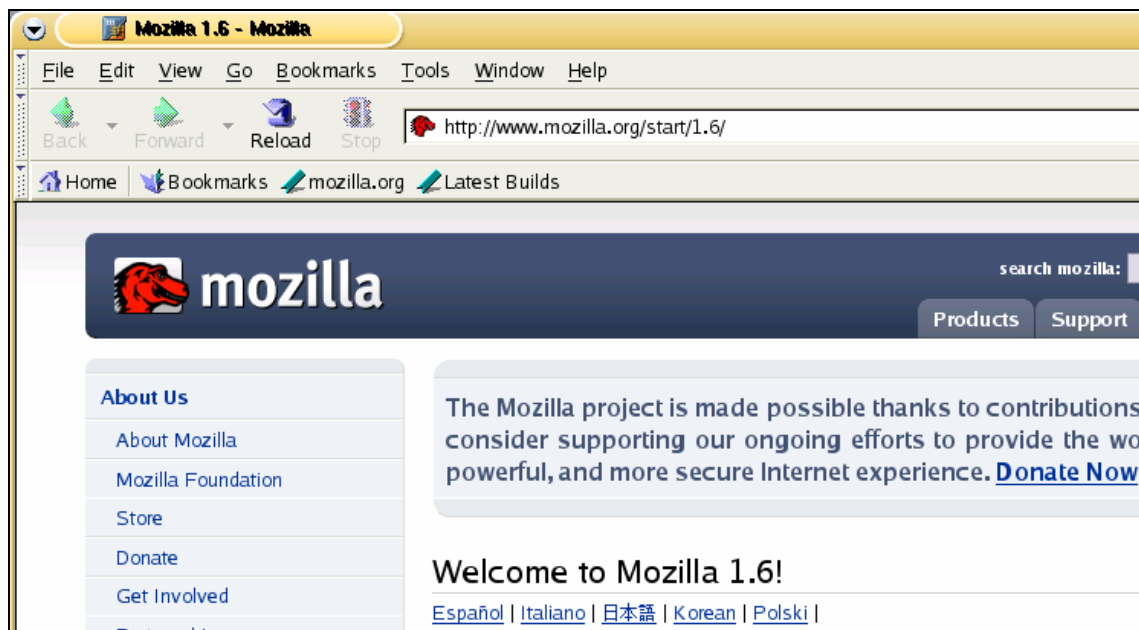 Mozilla 1.6 - Mozilla
File Edit View Go Bookmarks Tools Window Help
Back Forward Reload Stop http://www.mozilla.org/start/1.6/
Home Bookmarks mozilla.org Latest Builds
mozilla
search mozilla:
Products Support
About Us
About Mozilla
Mozilla Foundation
Store
Donate
Get Involved
The Mozilla project is made possible thanks to contributions
consider supporting our ongoing efforts to provide the wo
powerful, and more secure Internet experience. Donate Now
Welcome to Mozilla 1.6!
Español | Italiano | 日本語 | Korean | Polski |